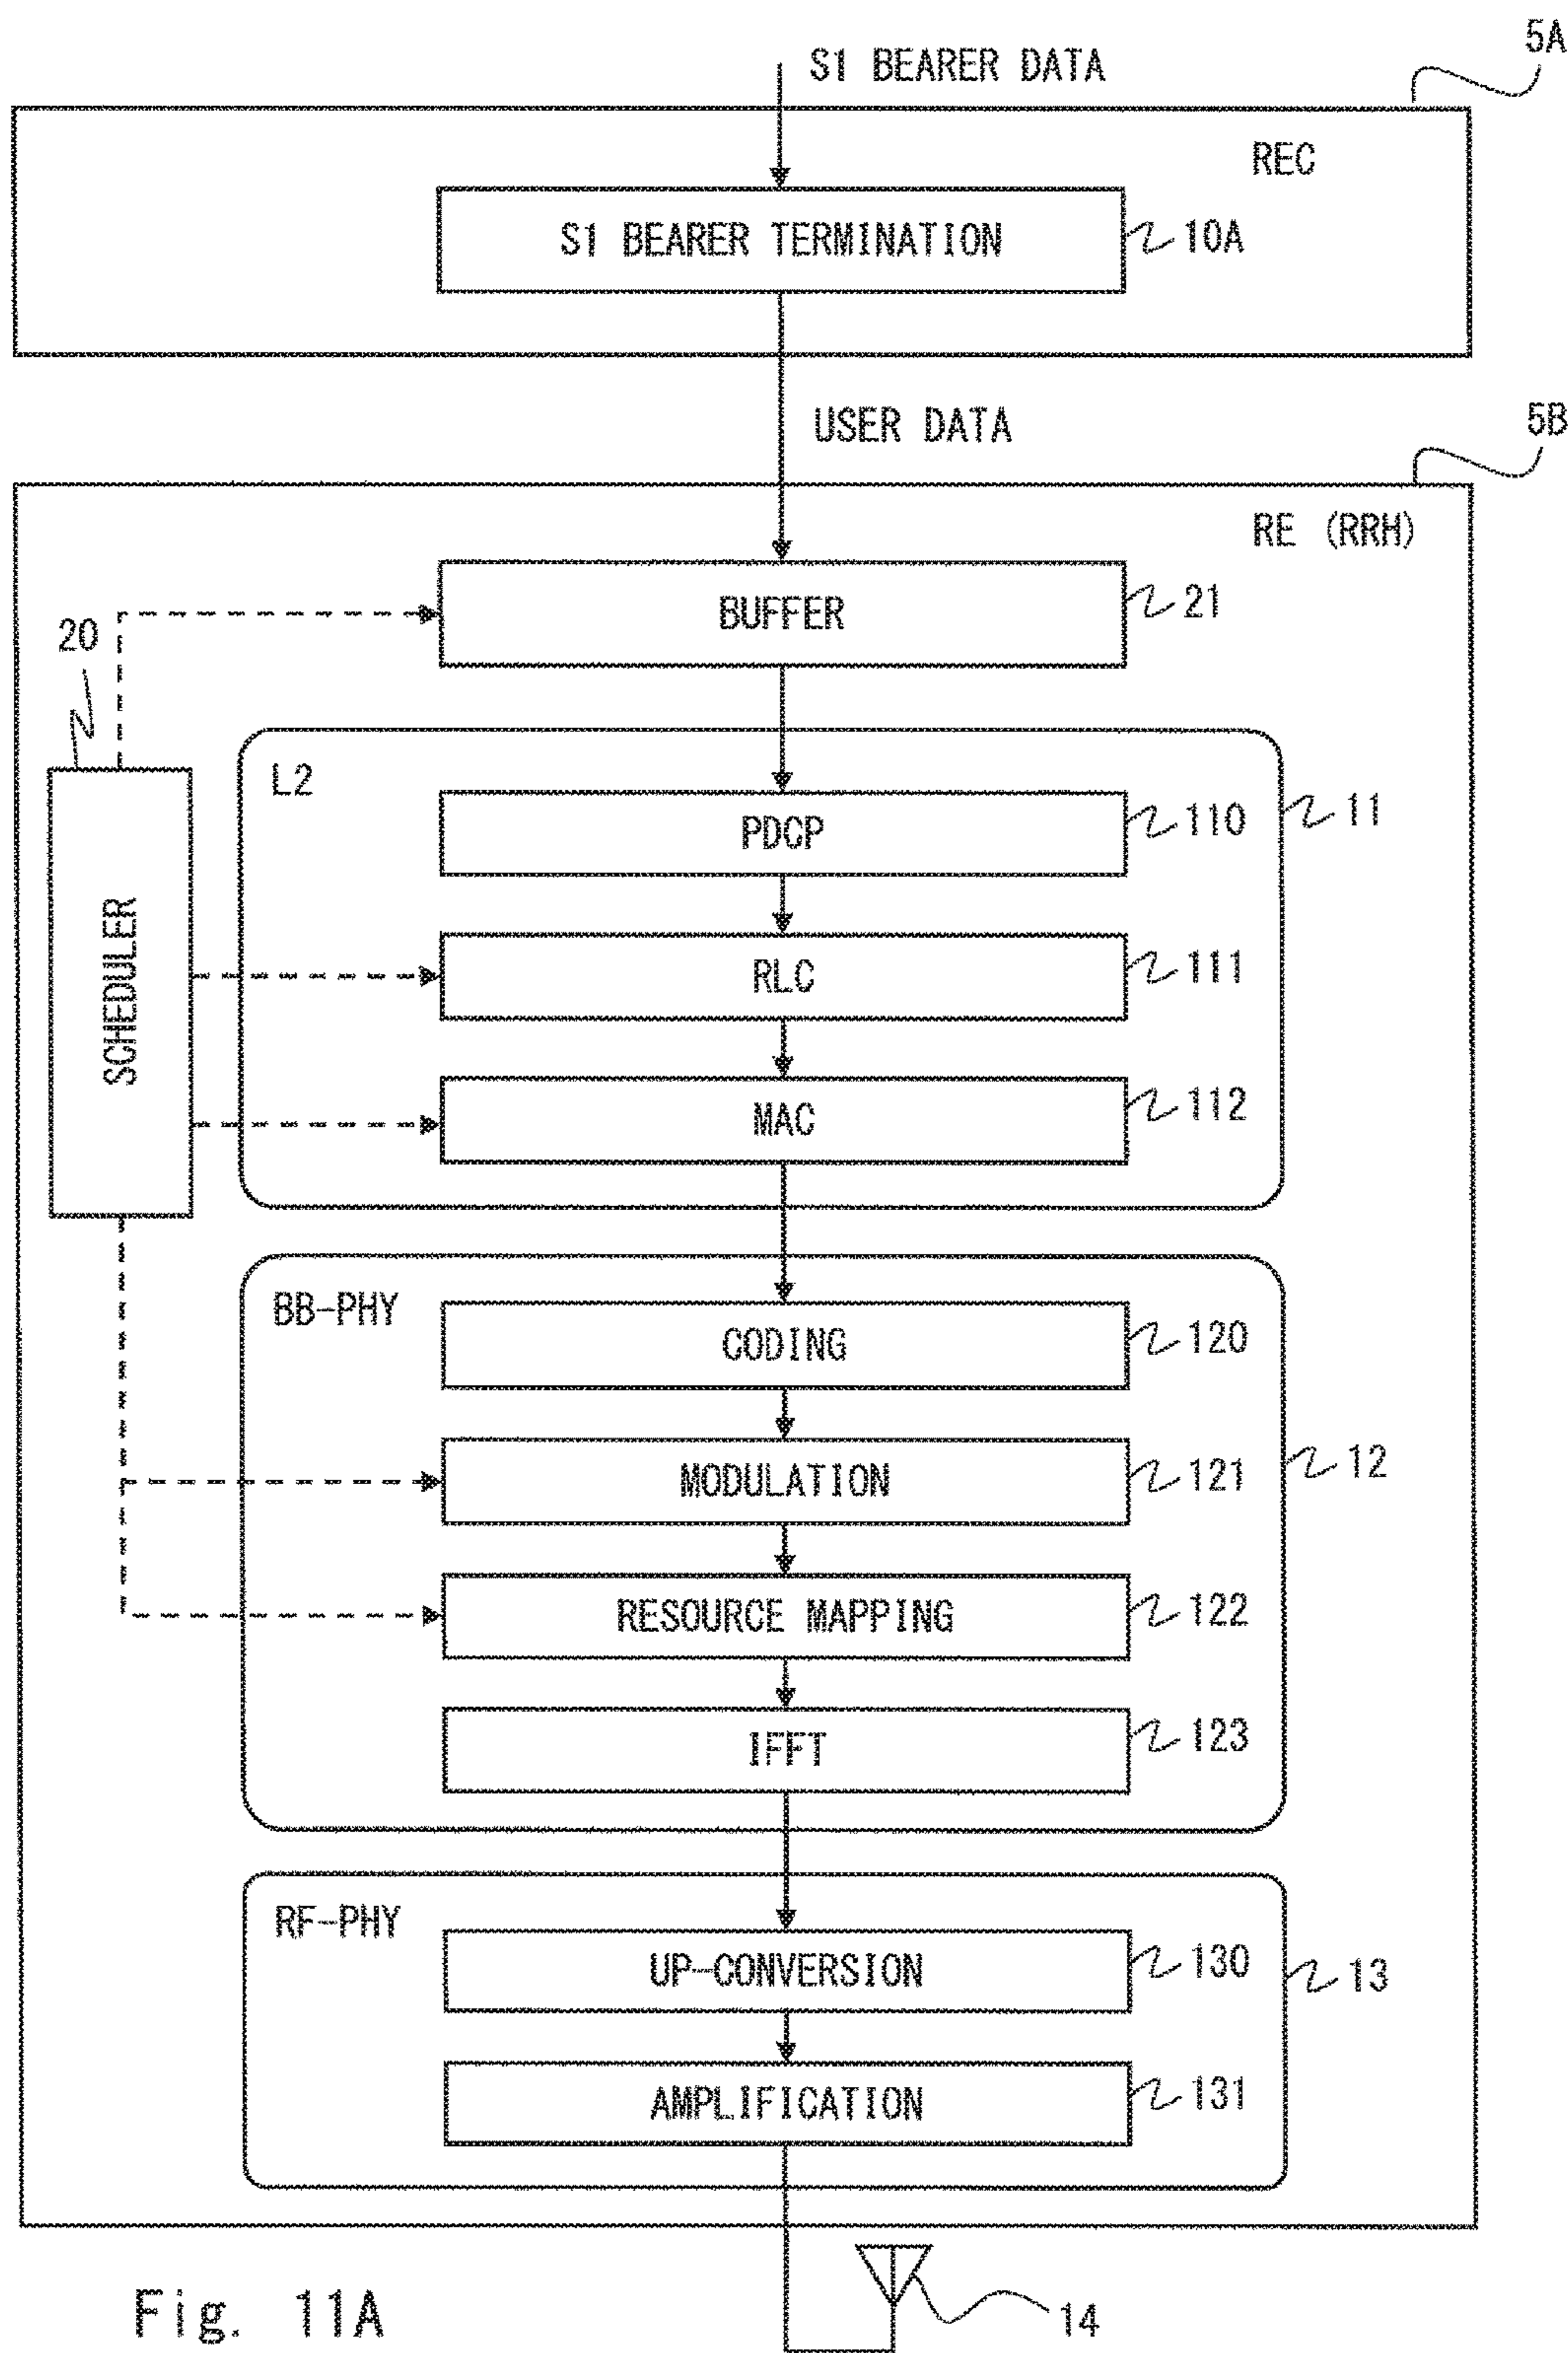 5A
S1 BEARER DATA
REC
S1 BEARER TERMINATION
10A
USER DATA
5B
RE (RRH)
BUFFER
21
20
L2
PDCP
110
11
SCHEDULER
RLC
111
MAC
112
BB-PHY
CODING
120
MODULATION
121
12
RESOURCE MAPPING
122
IFFT
123
RF-PHY
UP-CONVERSION
130
13
AMPLIFICATION
131
14
Fig. 11A